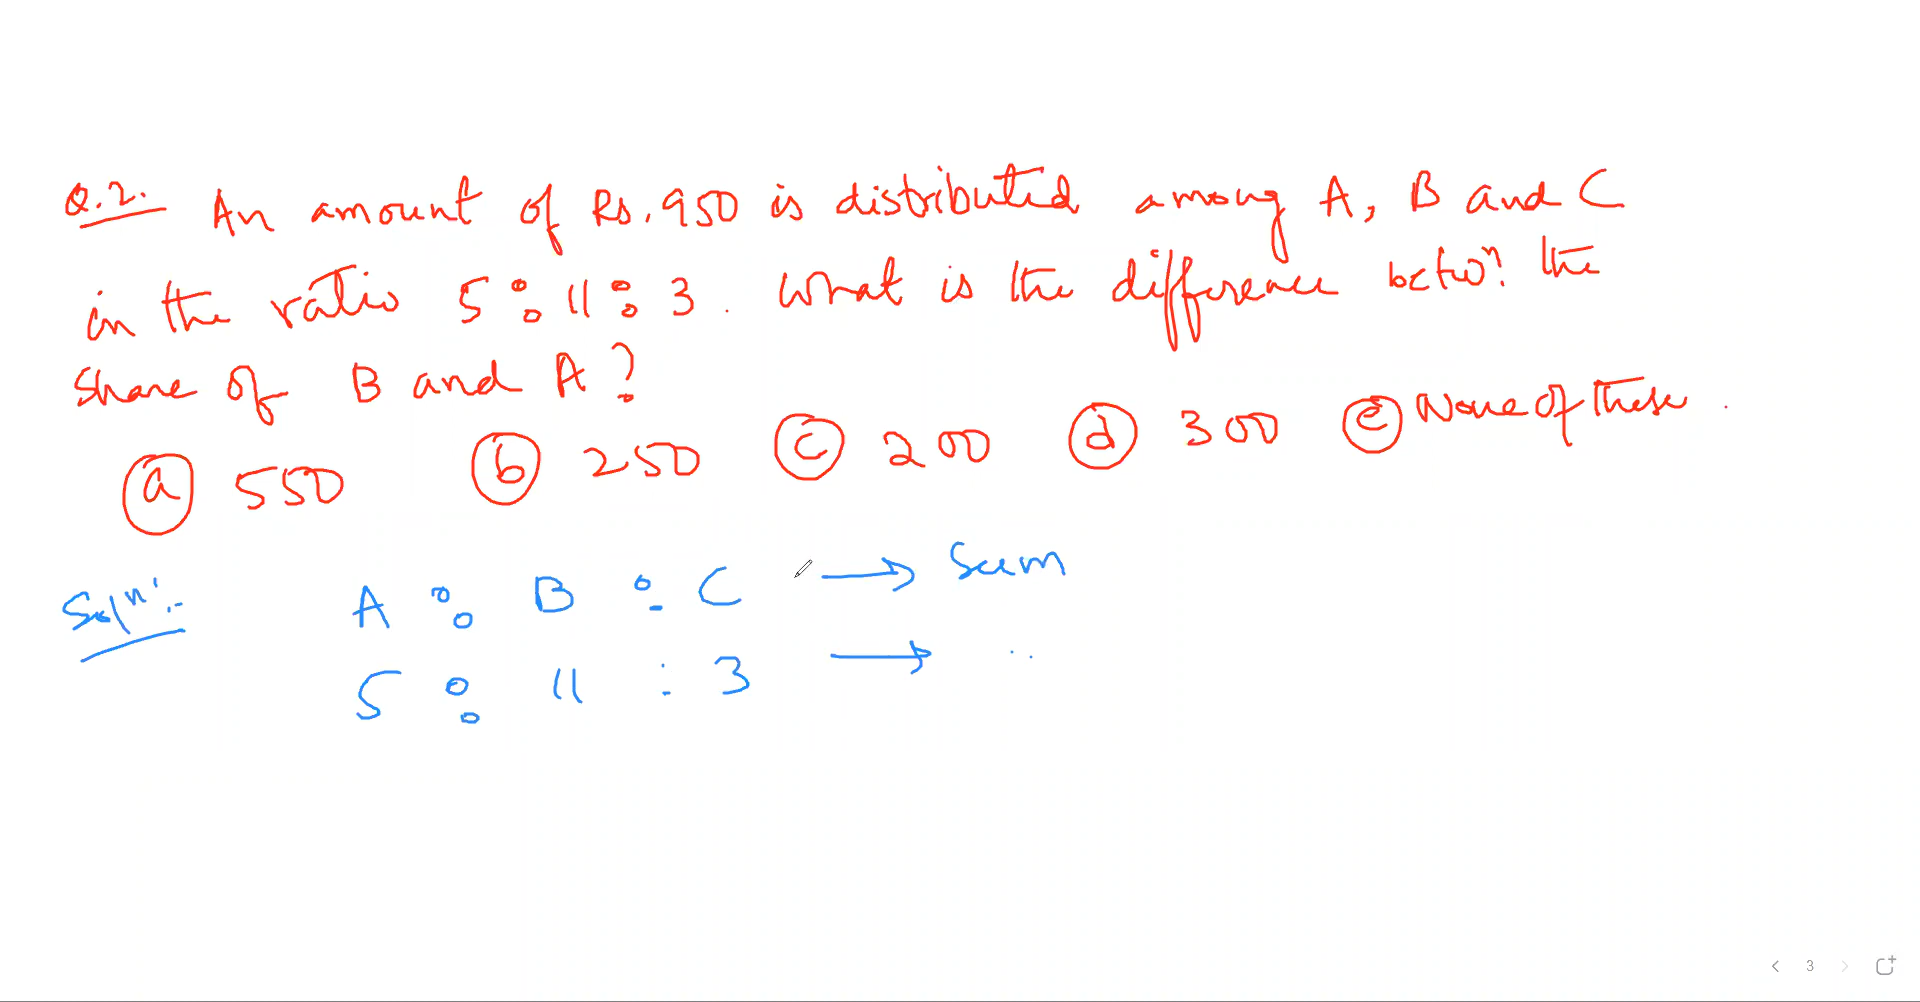 Q.2. An amount of Rs.950 is distributed among A, B and C
in the ratio 5:11:3. What is the difference betwn. the
share of B and A?
a 550 b 250 c 200 d 300 e None of these.
Soln:-
A : B : C → Sum
5 : 11 : 3 →
3